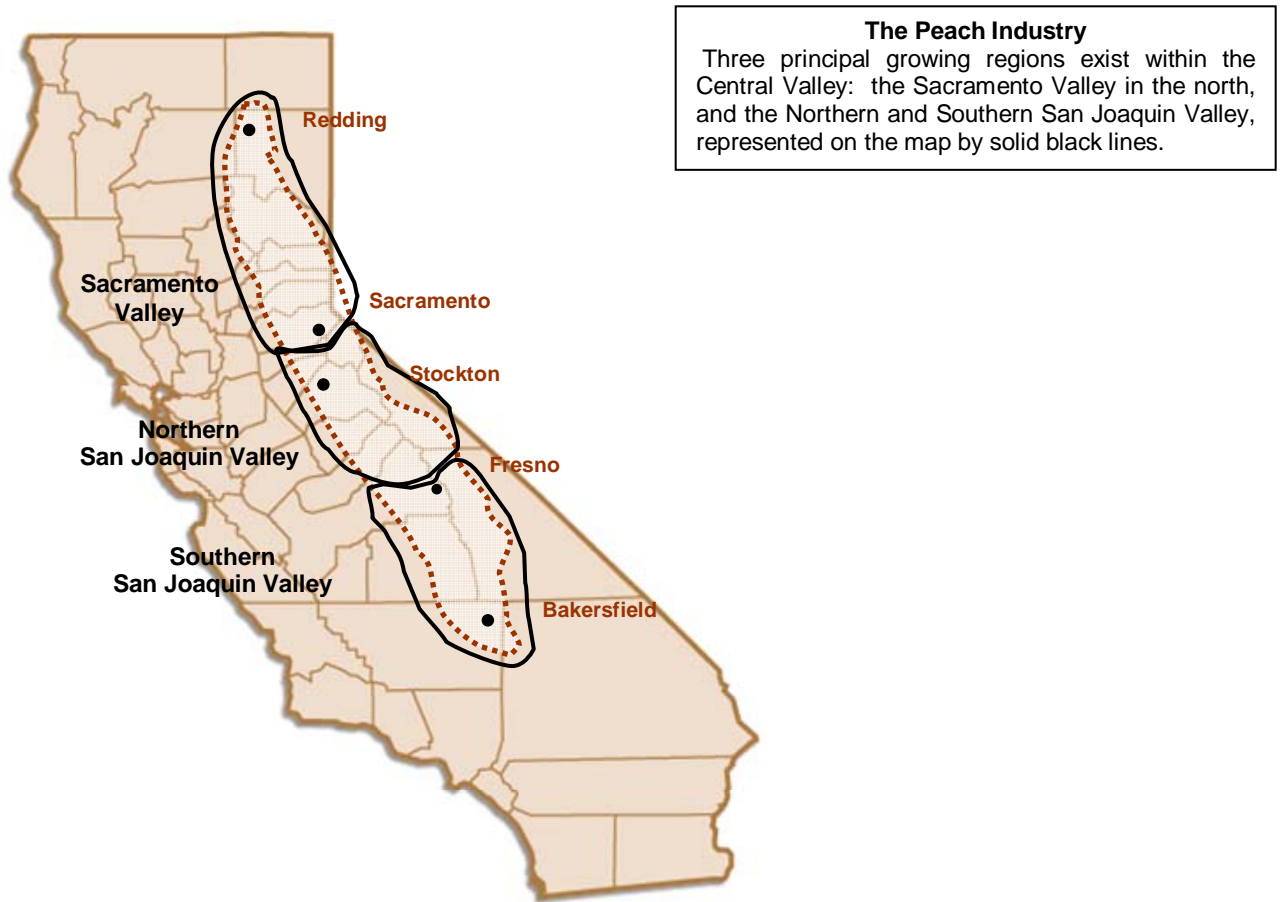 The Peach Industry
Three principal growing regions exist within the
Central Valley: the Sacramento Valley in the north,
and the Northern and Southern San Joaquin Valley,
represented on the map by solid black lines.
Redding
Sacramento
Valley
Sacramento
Stockton
Northern
San Joaquin Valley
Fresno
Southern
San Joaquin Valley
Bakersfield